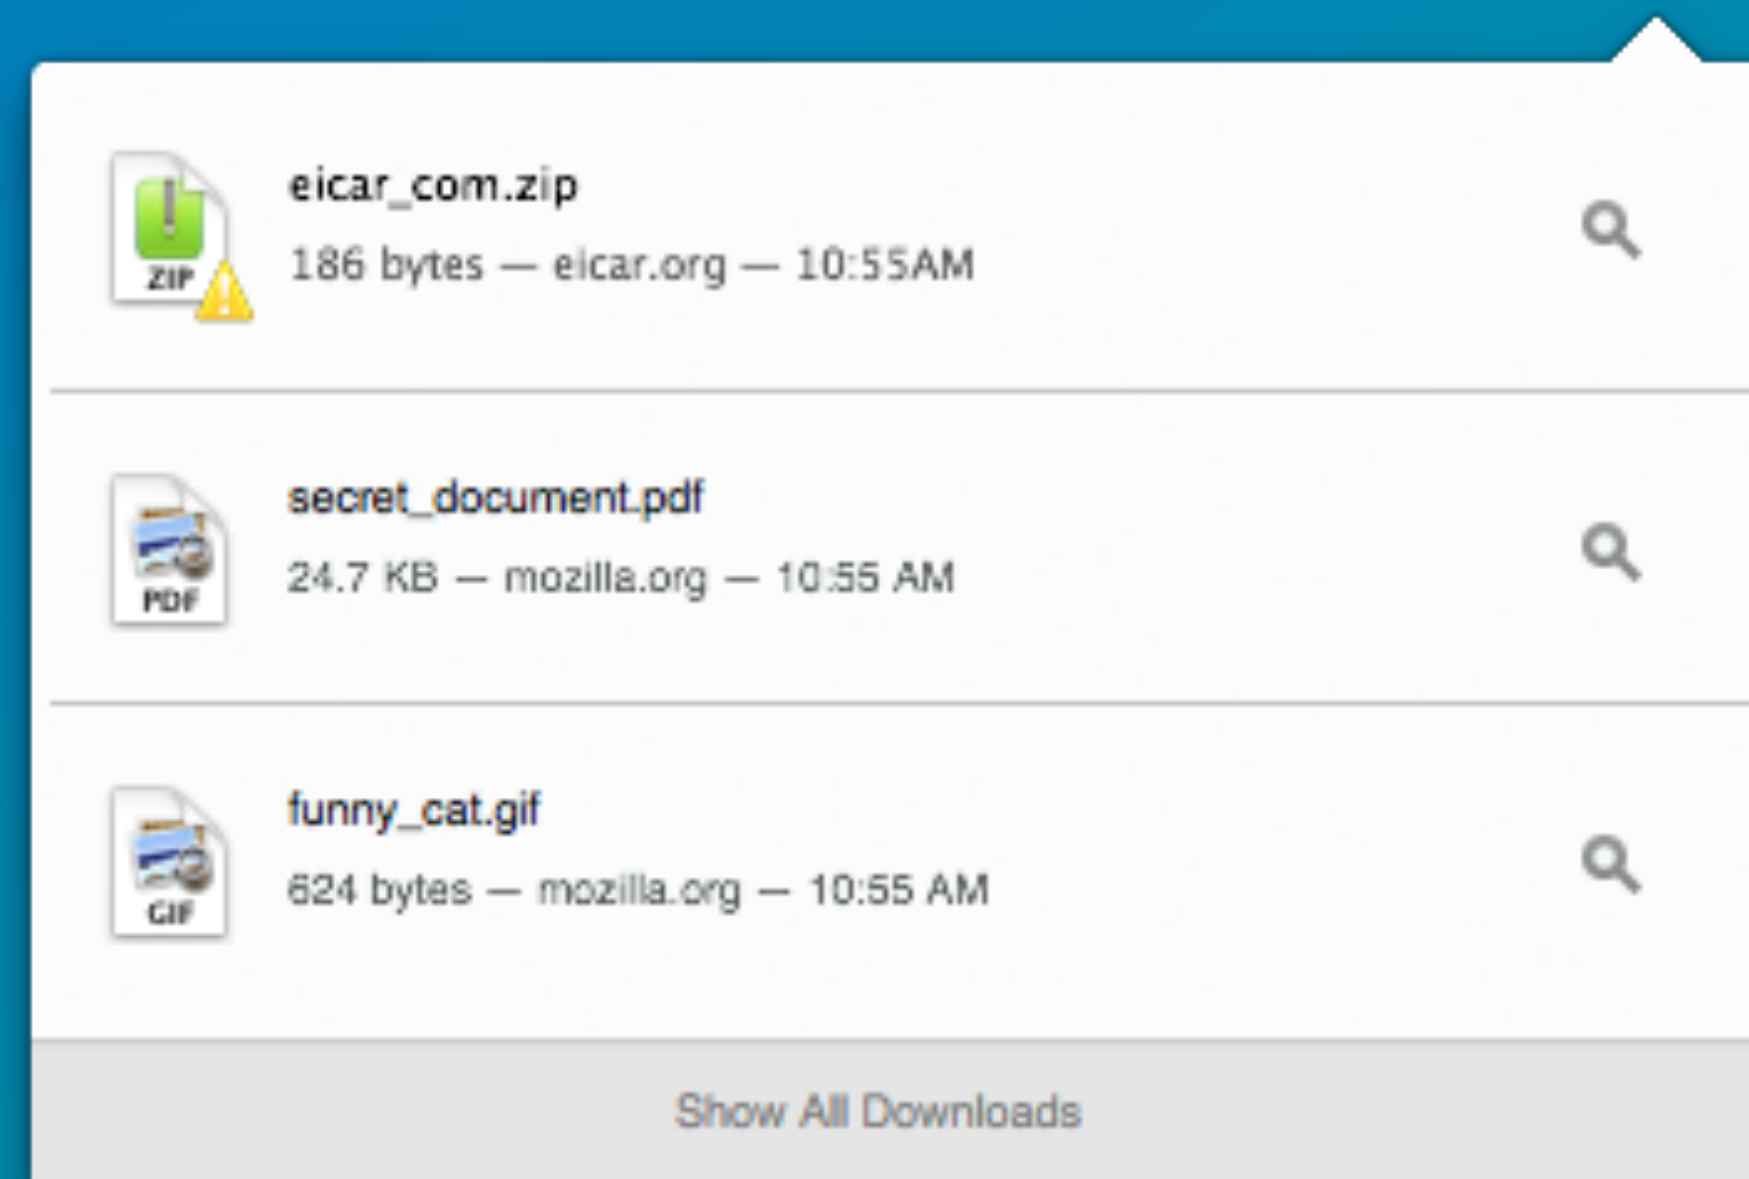 eicar_com.zip
186 bytes — eicar.org — 10:55AM
ZIP
secret_document.pdf
24.7 KB — mozilla.org — 10:55 AM
PDF
funny_cat.gif
624 bytes — mozilla.org — 10:55 AM
GIF
Show All Downloads